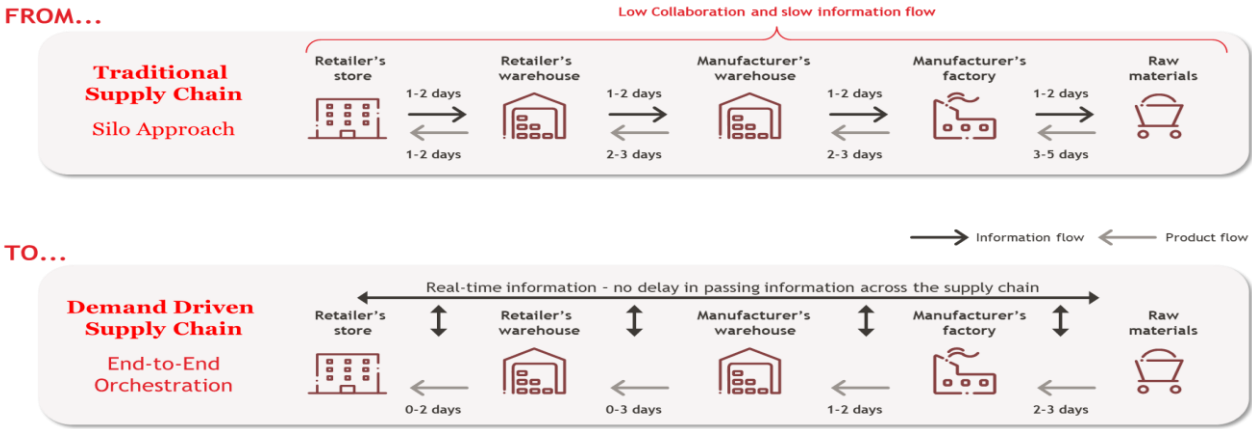 FROM...
Low Collaboration and slow information flow
Traditional
Supply Chain
Silo Approach
Retailer's
store
Retailer's
warehouse
Manufacturer's
warehouse
Manufacturer's
factory
Raw
materials
1-2 days
1-2 days
1-2 days
1-2 days
1-2 days
2-3 days
2-3 days
3-5 days
Information flow
Product flow
TO...
Demand Driven
Supply Chain
End-to-End
Orchestration
Real-time information - no delay in passing information across the supply chain
Retailer's
store
Retailer's
warehouse
Manufacturer's
warehouse
Manufacturer's
factory
Raw
materials
0-2 days
0-3 days
1-2 days
2-3 days